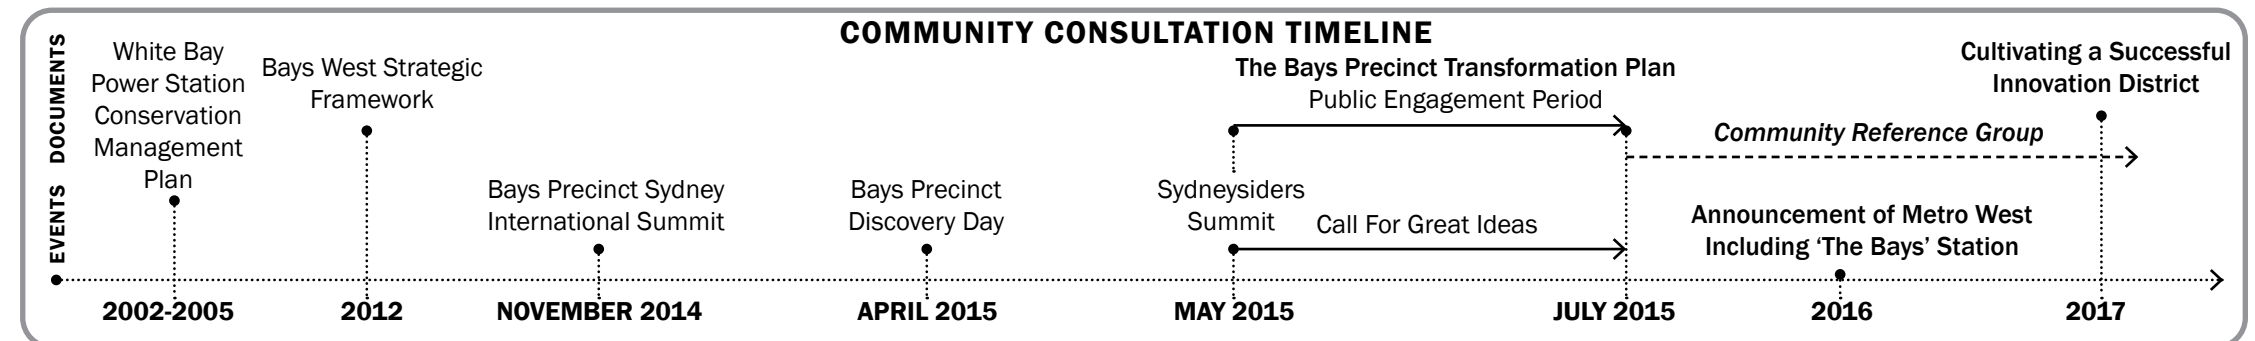 COMMUNITY CONSULTATION TIMELINE
DOCUMENTS
EVENTS
White Bay
Power Station
Conservation
Management
Plan
Bays West Strategic
Framework
Bays Precinct Sydney
International Summit
Bays Precinct
Discovery Day
The Bays Precinct Transformation Plan
Public Engagement Period
Sydneysiders
Summit
Call For Great Ideas
Community Reference Group
Announcement of Metro West
Including ‘The Bays’ Station
Cultivating a Successful
Innovation District
2002-2005
2012
NOVEMBER 2014
APRIL 2015
MAY 2015
JULY 2015
2016
2017